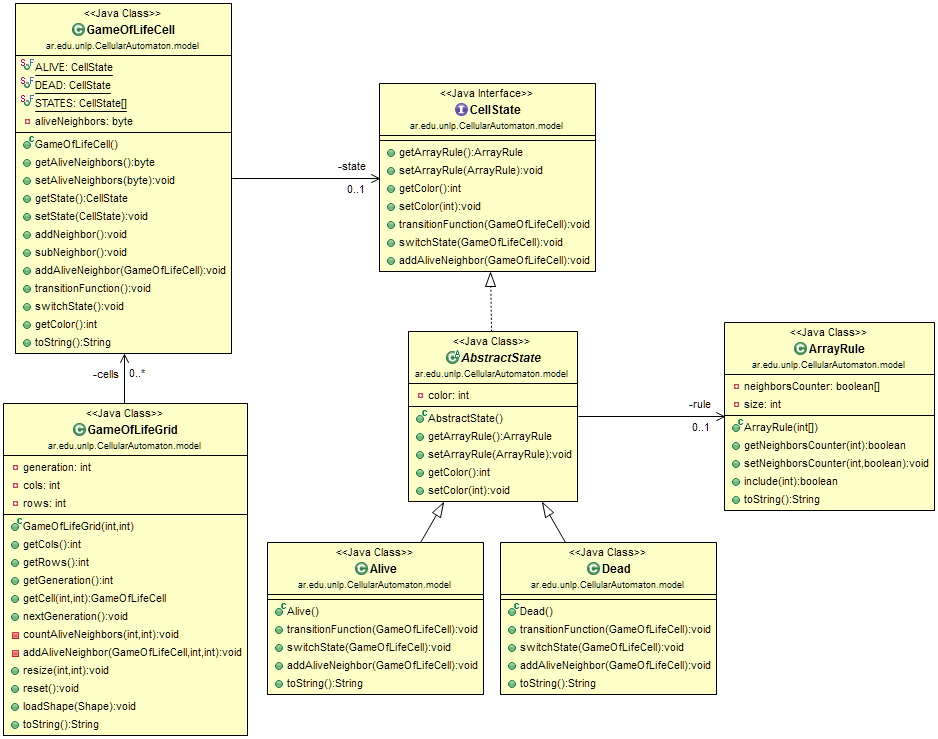 <<Java Class>>
GameOfLifeCell
ar.edu.unlp.CellularAutomaton.model
ALIVE: CellState
DEAD: CellState
STATES: CellState[]
aliveNeighbors: byte
GameOfLifeCell()
getAliveNeighbors():byte
setAliveNeighbors(byte):void
getState():CellState
setState(CellState):void
addNeighbor():void
subNeighbor():void
addAliveNeighbor(GameOfLifeCell):void
transitionFunction():void
switchState():void
getColor():int
toString():String
-state
0..1
<<Java Interface>>
CellState
ar.edu.unlp.CellularAutomaton.model
getArrayRule():ArrayRule
setArrayRule(ArrayRule):void
getColor():int
setColor(int):void
transitionFunction(GameOfLifeCell):void
switchState(GameOfLifeCell):void
addAliveNeighbor(GameOfLifeCell):void
-cells
0..*
<<Java Class>>
GameOfLifeGrid
ar.edu.unlp.CellularAutomaton.model
generation: int
cols: int
rows: int
GameOfLifeGrid(int,int)
getCols():int
getRows():int
getGeneration():int
getCell(int,int):GameOfLifeCell
nextGeneration():void
countAliveNeighbors(int,int):void
addAliveNeighbor(GameOfLifeCell,int,int):void
resize(int,int):void
reset():void
loadShape(Shape):void
toString():String
<<Java Class>>
AbstractState
ar.edu.unlp.CellularAutomaton.model
color: int
AbstractState()
getArrayRule():ArrayRule
setArrayRule(ArrayRule):void
getColor():int
setColor(int):void
-rule
0..1
<<Java Class>>
ArrayRule
ar.edu.unlp.CellularAutomaton.model
neighborsCounter: boolean[]
size: int
ArrayRule(int[])
getNeighborsCounter(int):boolean
setNeighborsCounter(int,boolean):void
include(int):boolean
toString():String
<<Java Class>>
Alive
ar.edu.unlp.CellularAutomaton.model
Alive()
transitionFunction(GameOfLifeCell):void
switchState(GameOfLifeCell):void
addAliveNeighbor(GameOfLifeCell):void
toString():String
<<Java Class>>
Dead
ar.edu.unlp.CellularAutomaton.model
Dead()
transitionFunction(GameOfLifeCell):void
switchState(GameOfLifeCell):void
addAliveNeighbor(GameOfLifeCell):void
toString():String